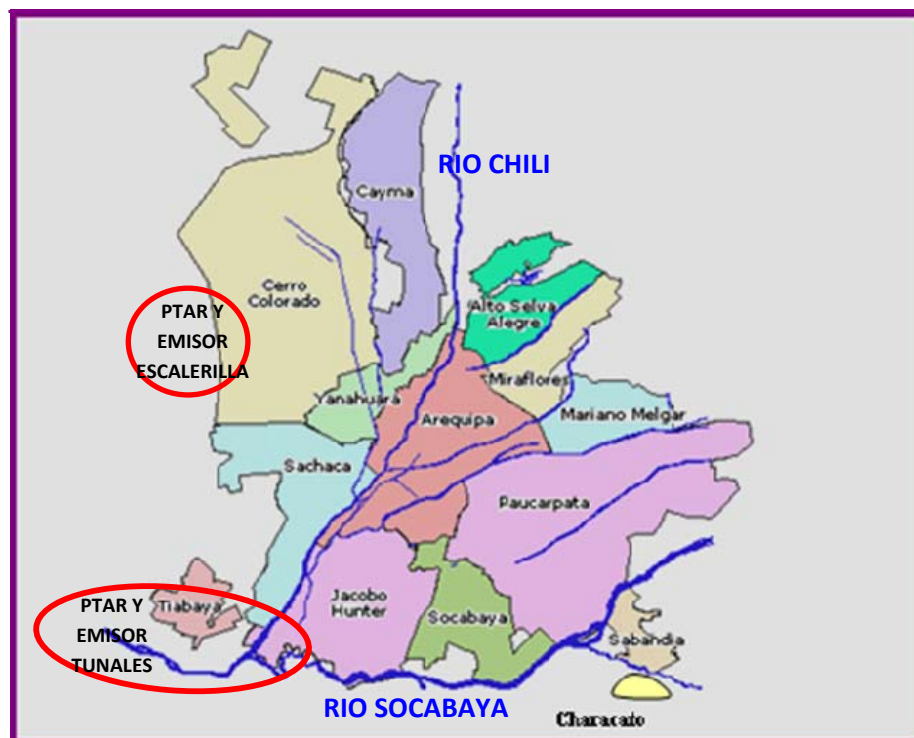 RIO CHILI
Cayma
Cerro
Colorado
PTAR Y
EMISOR
ESCALERILLA
Alto Selva
Alegre
Miraflores
Yanahuara
Arequipa
Mariano Melgar
Sachaca
Paucarpata
Tiabaya
PTAR Y
EMISOR
TUNALES
Jacobo
Hunter
Socabaya
Sabandia
RIO SOCABAYA
Characato